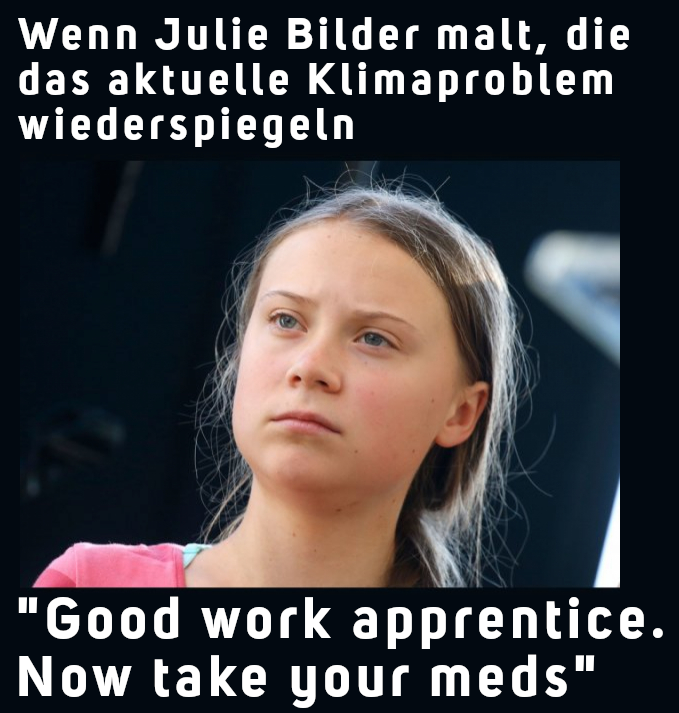 Wenn Julie Bilder malt, die
das aktuelle Klimaproblem
wiederspiegeln
"Good work apprentice.
Now take your meds"